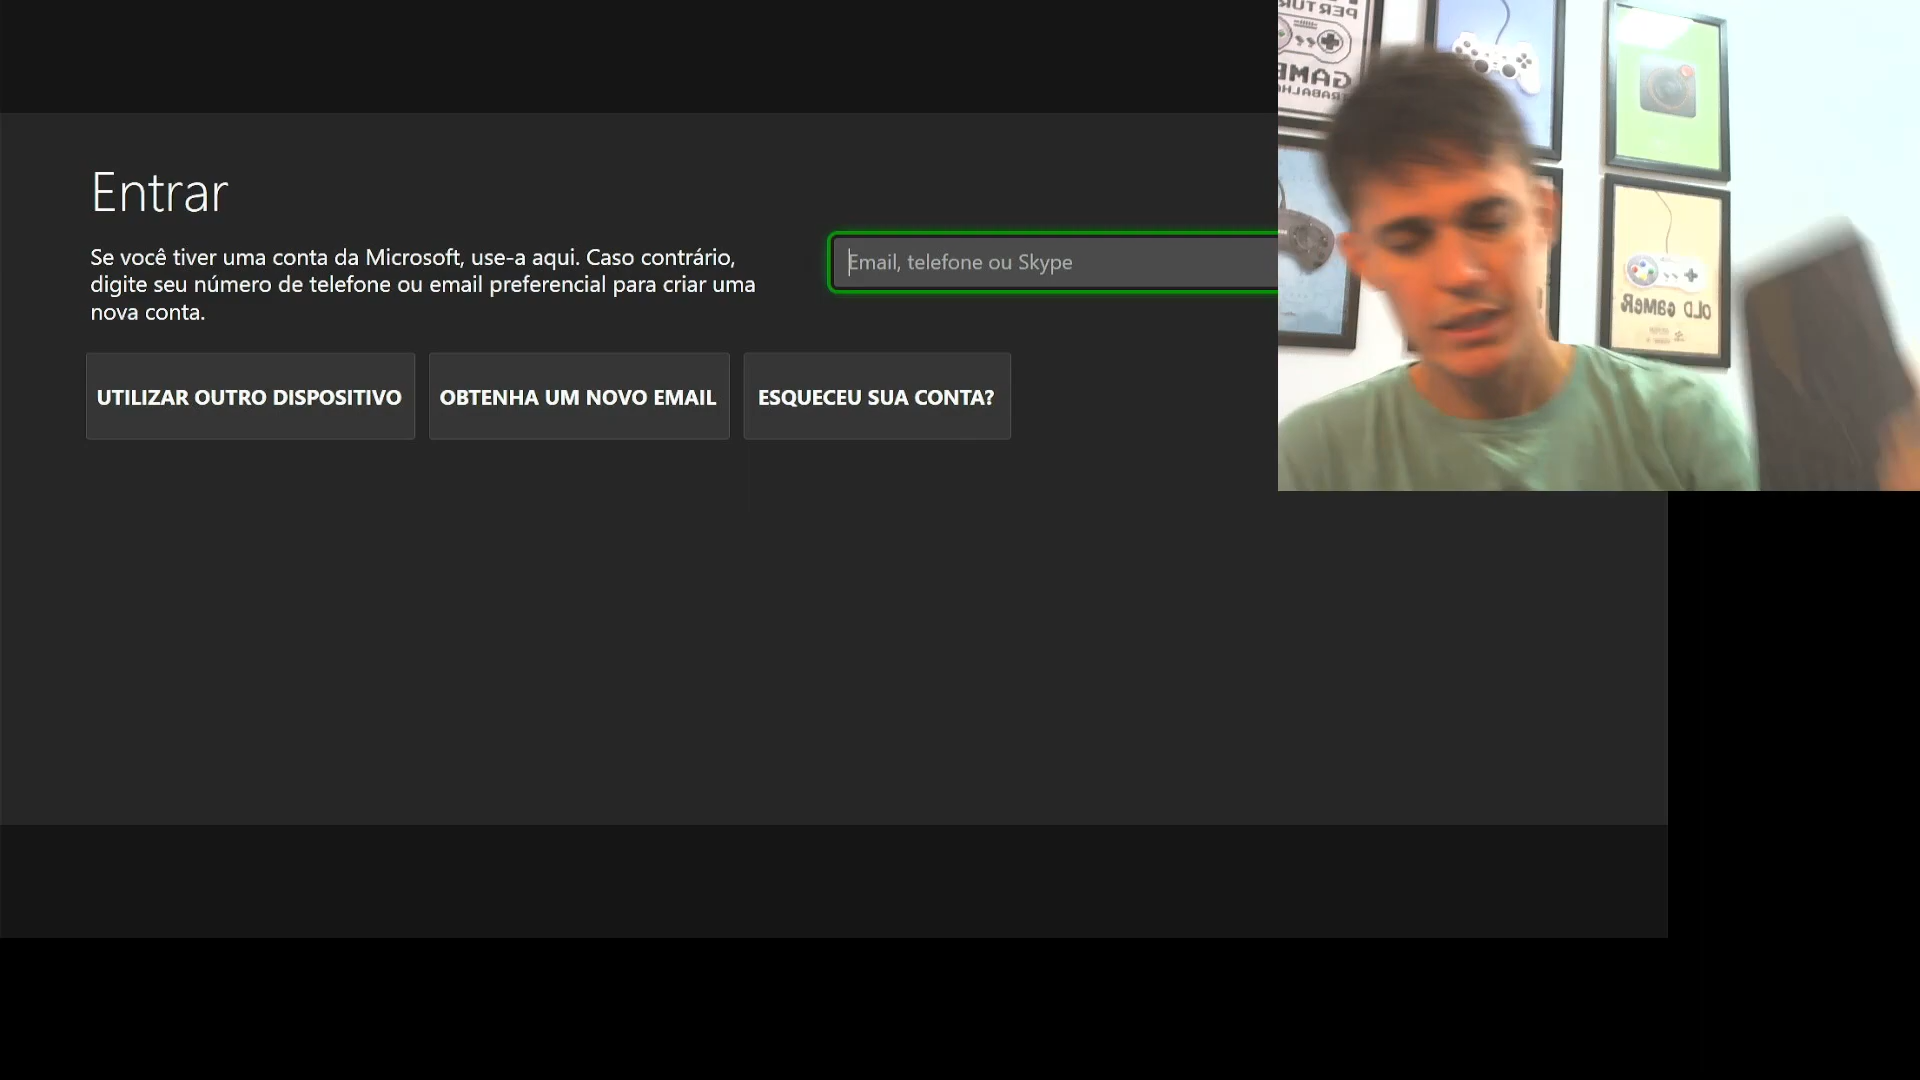 Entrar
Se você tiver uma conta da Microsoft, use-a aqui. Caso contrário,
digite seu número de telefone ou email preferencial para criar uma
nova conta.
Email, telefone ou Skype
UTILIZAR OUTRO DISPOSITIVO
OBTENHA UM NOVO EMAIL
ESQUECEU SUA CONTA?
OLD GAMER